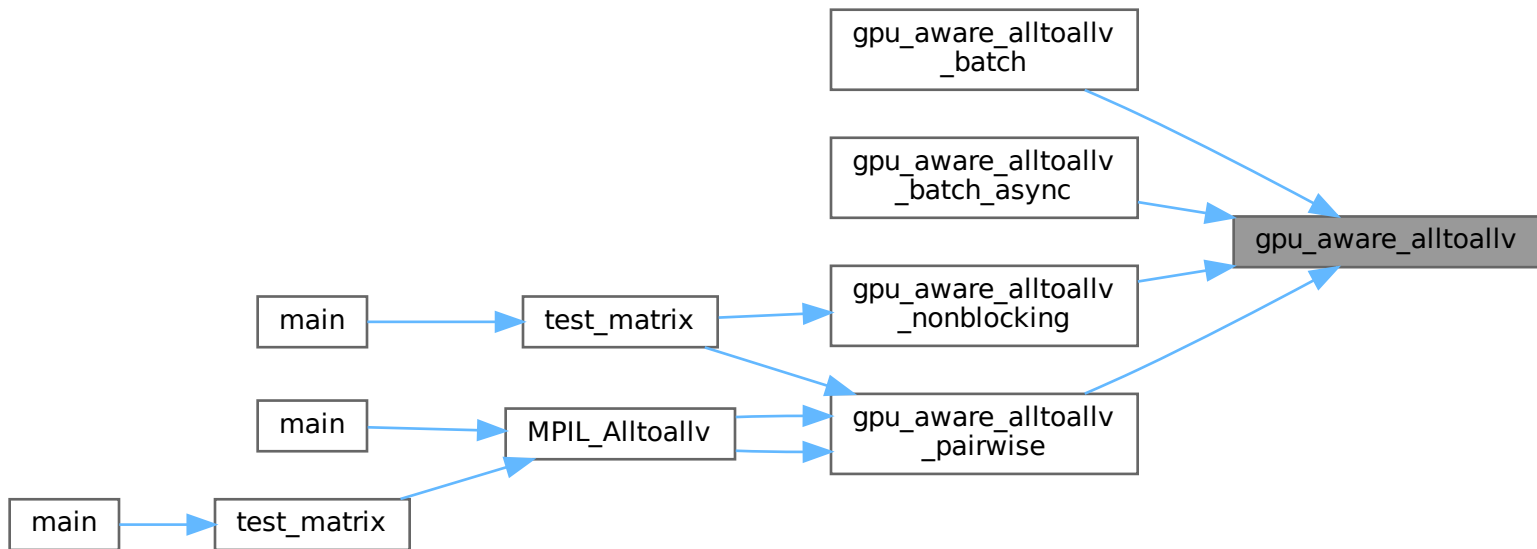 gpu_aware_alltoallv
_batch
gpu_aware_alltoallv
_batch_async
gpu_aware_alltoallv
gpu_aware_alltoallv
_nonblocking
main
test_matrix
gpu_aware_alltoallv
_pairwise
main
MPIL_Alltoallv
main
test_matrix